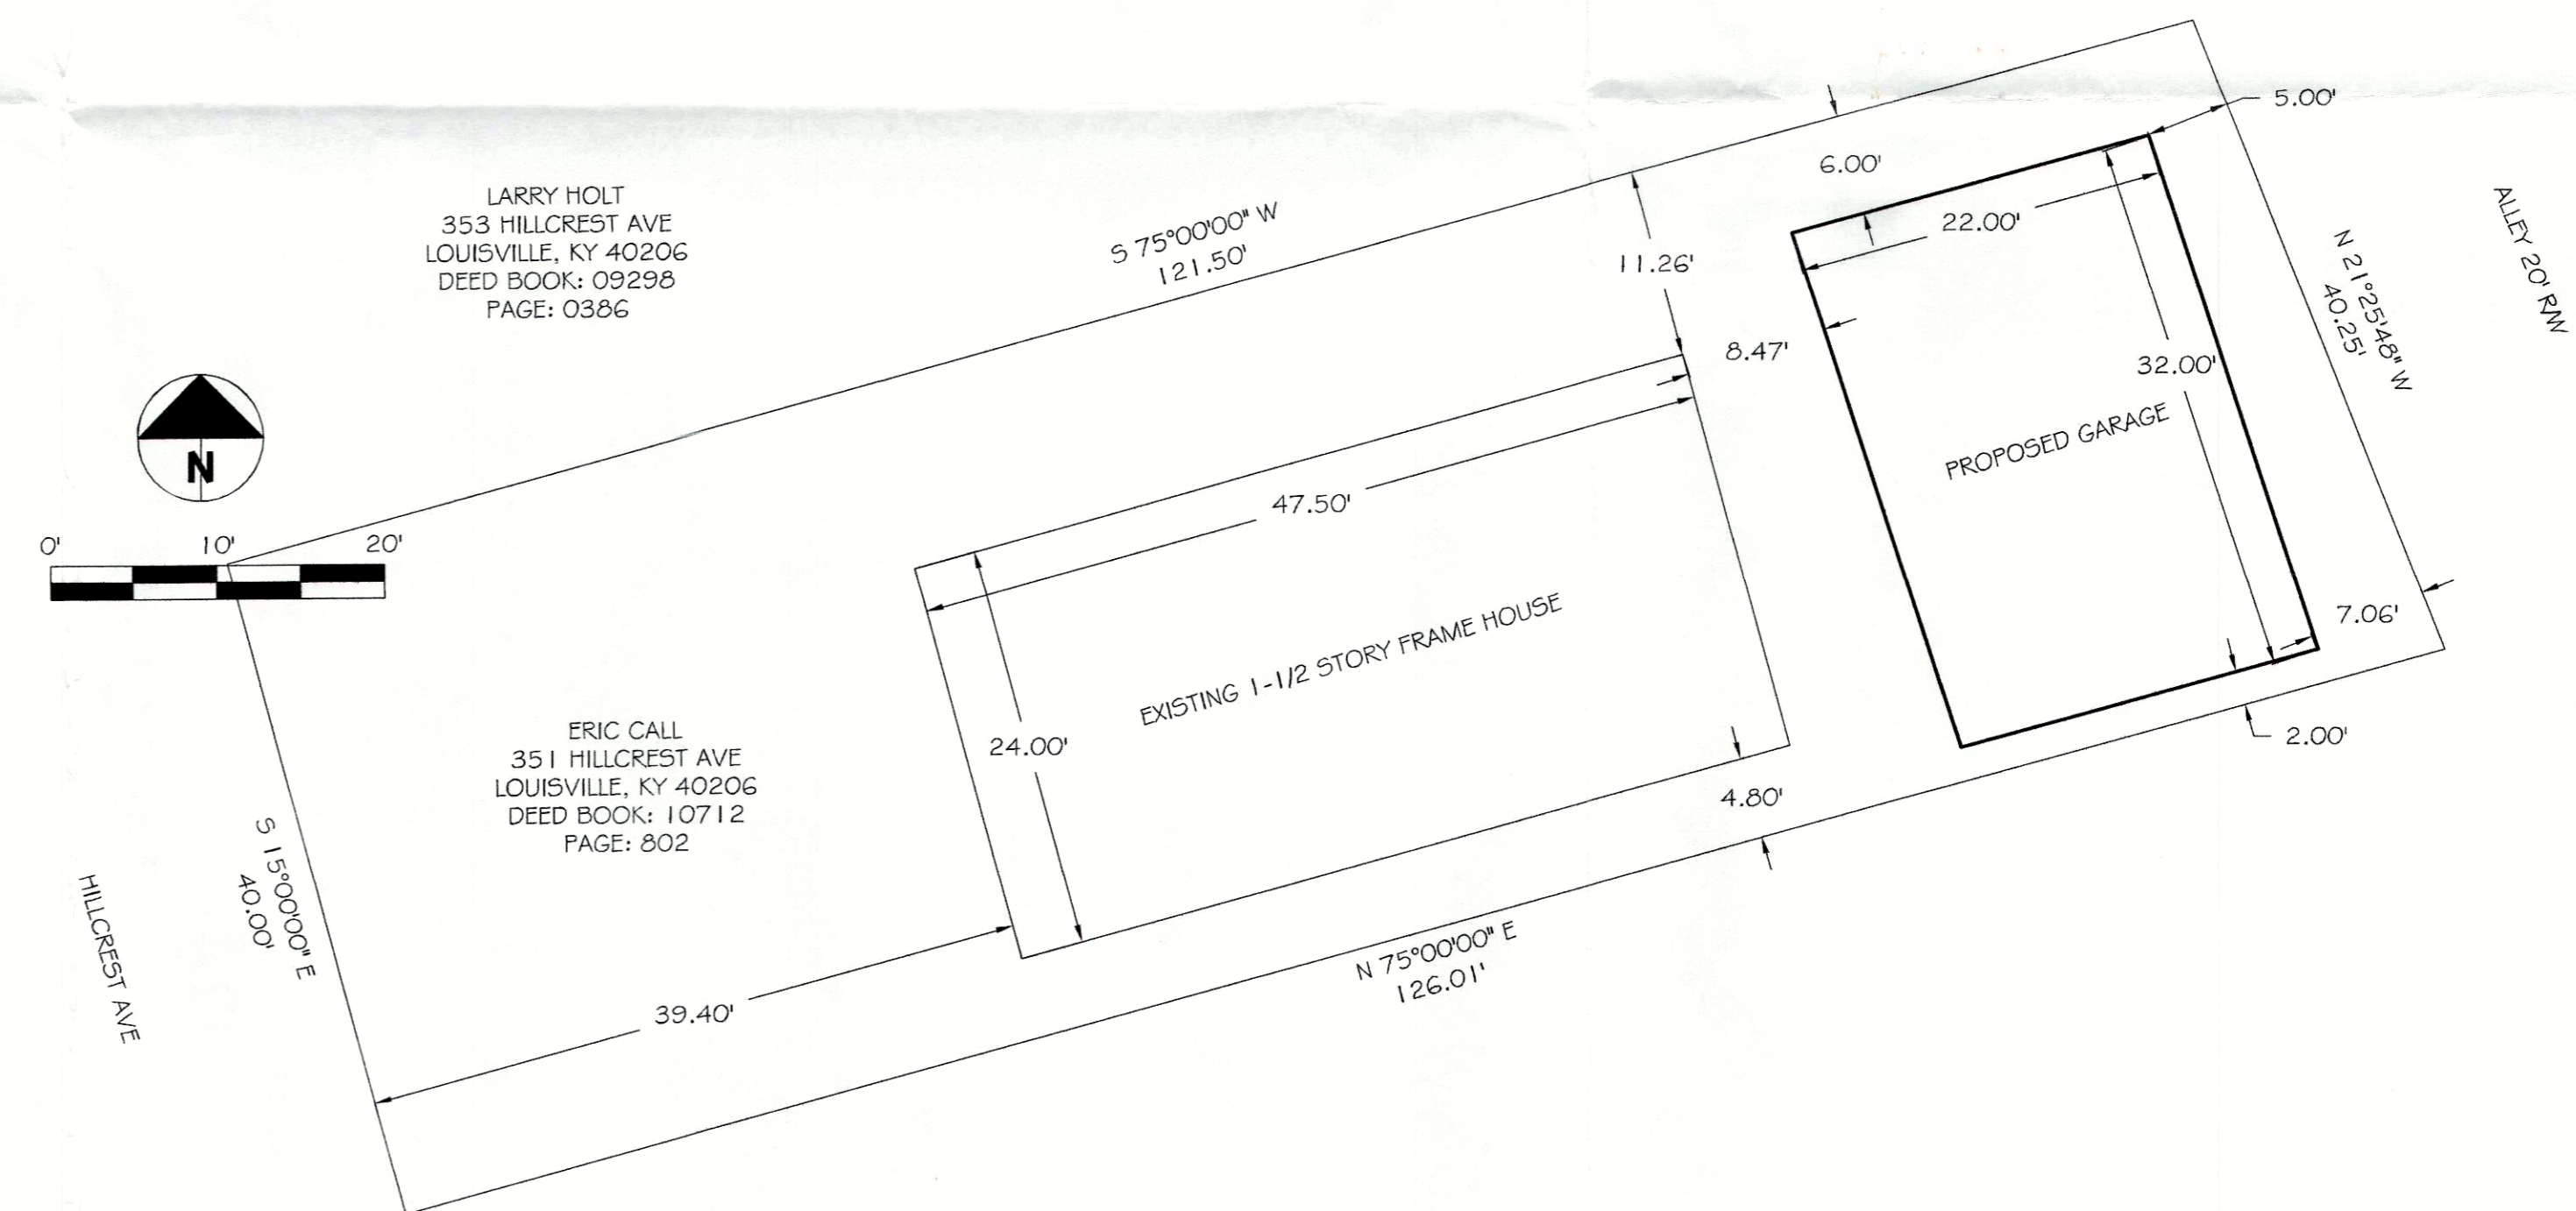 LARRY HOLT
353 HILLCREST AVE
LOUISVILLE, KY 40206
DEED BOOK: 09298
PAGE: 0386
S 75°00'00" W
121.50'
6.00'
5.00'
22.00'
11.26'
8.47'
32.00'
PROPOSED GARAGE
N 21°25'48" W
40.25'
ALLEY 20' R/W
N
0' 10' 20'
47.50'
EXISTING 1-1/2 STORY FRAME HOUSE
24.00'
7.06'
2.00'
4.80'
ERIC CALL
351 HILLCREST AVE
LOUISVILLE, KY 40206
DEED BOOK: 10712
PAGE: 802
S 15°00'00" E
40.00'
HILLCREST AVE
39.40'
N 75°00'00" E
126.01'